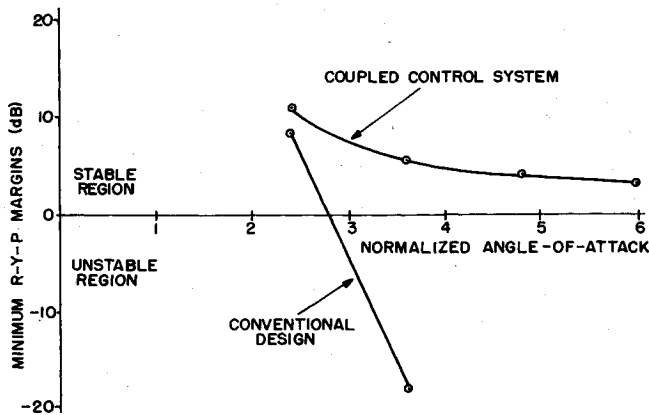 20
COUPLED CONTROL SYSTEM
10
STABLE
REGION
0
1
2
3
4
5
6
NORMALIZED ANGLE-OF-ATTACK
UNSTABLE
REGION
-10
CONVENTIONAL
DESIGN
-20
MINIMUM R-Y-P MARGINS (dB)